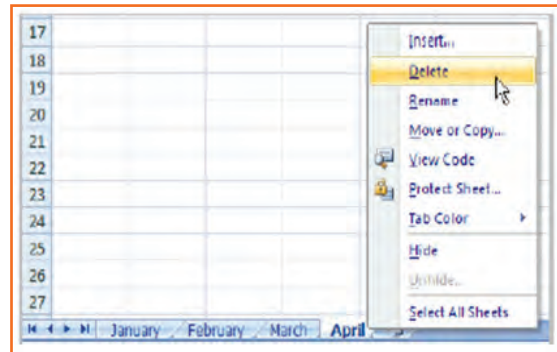 17
18
19
20
21
22
23
24
25
26
27
Insert...
Delete
Rename
Move or Copy...
View Code
Protect Sheet...
Tab Color
Hide
Unhide...
Select All Sheets
January February March April